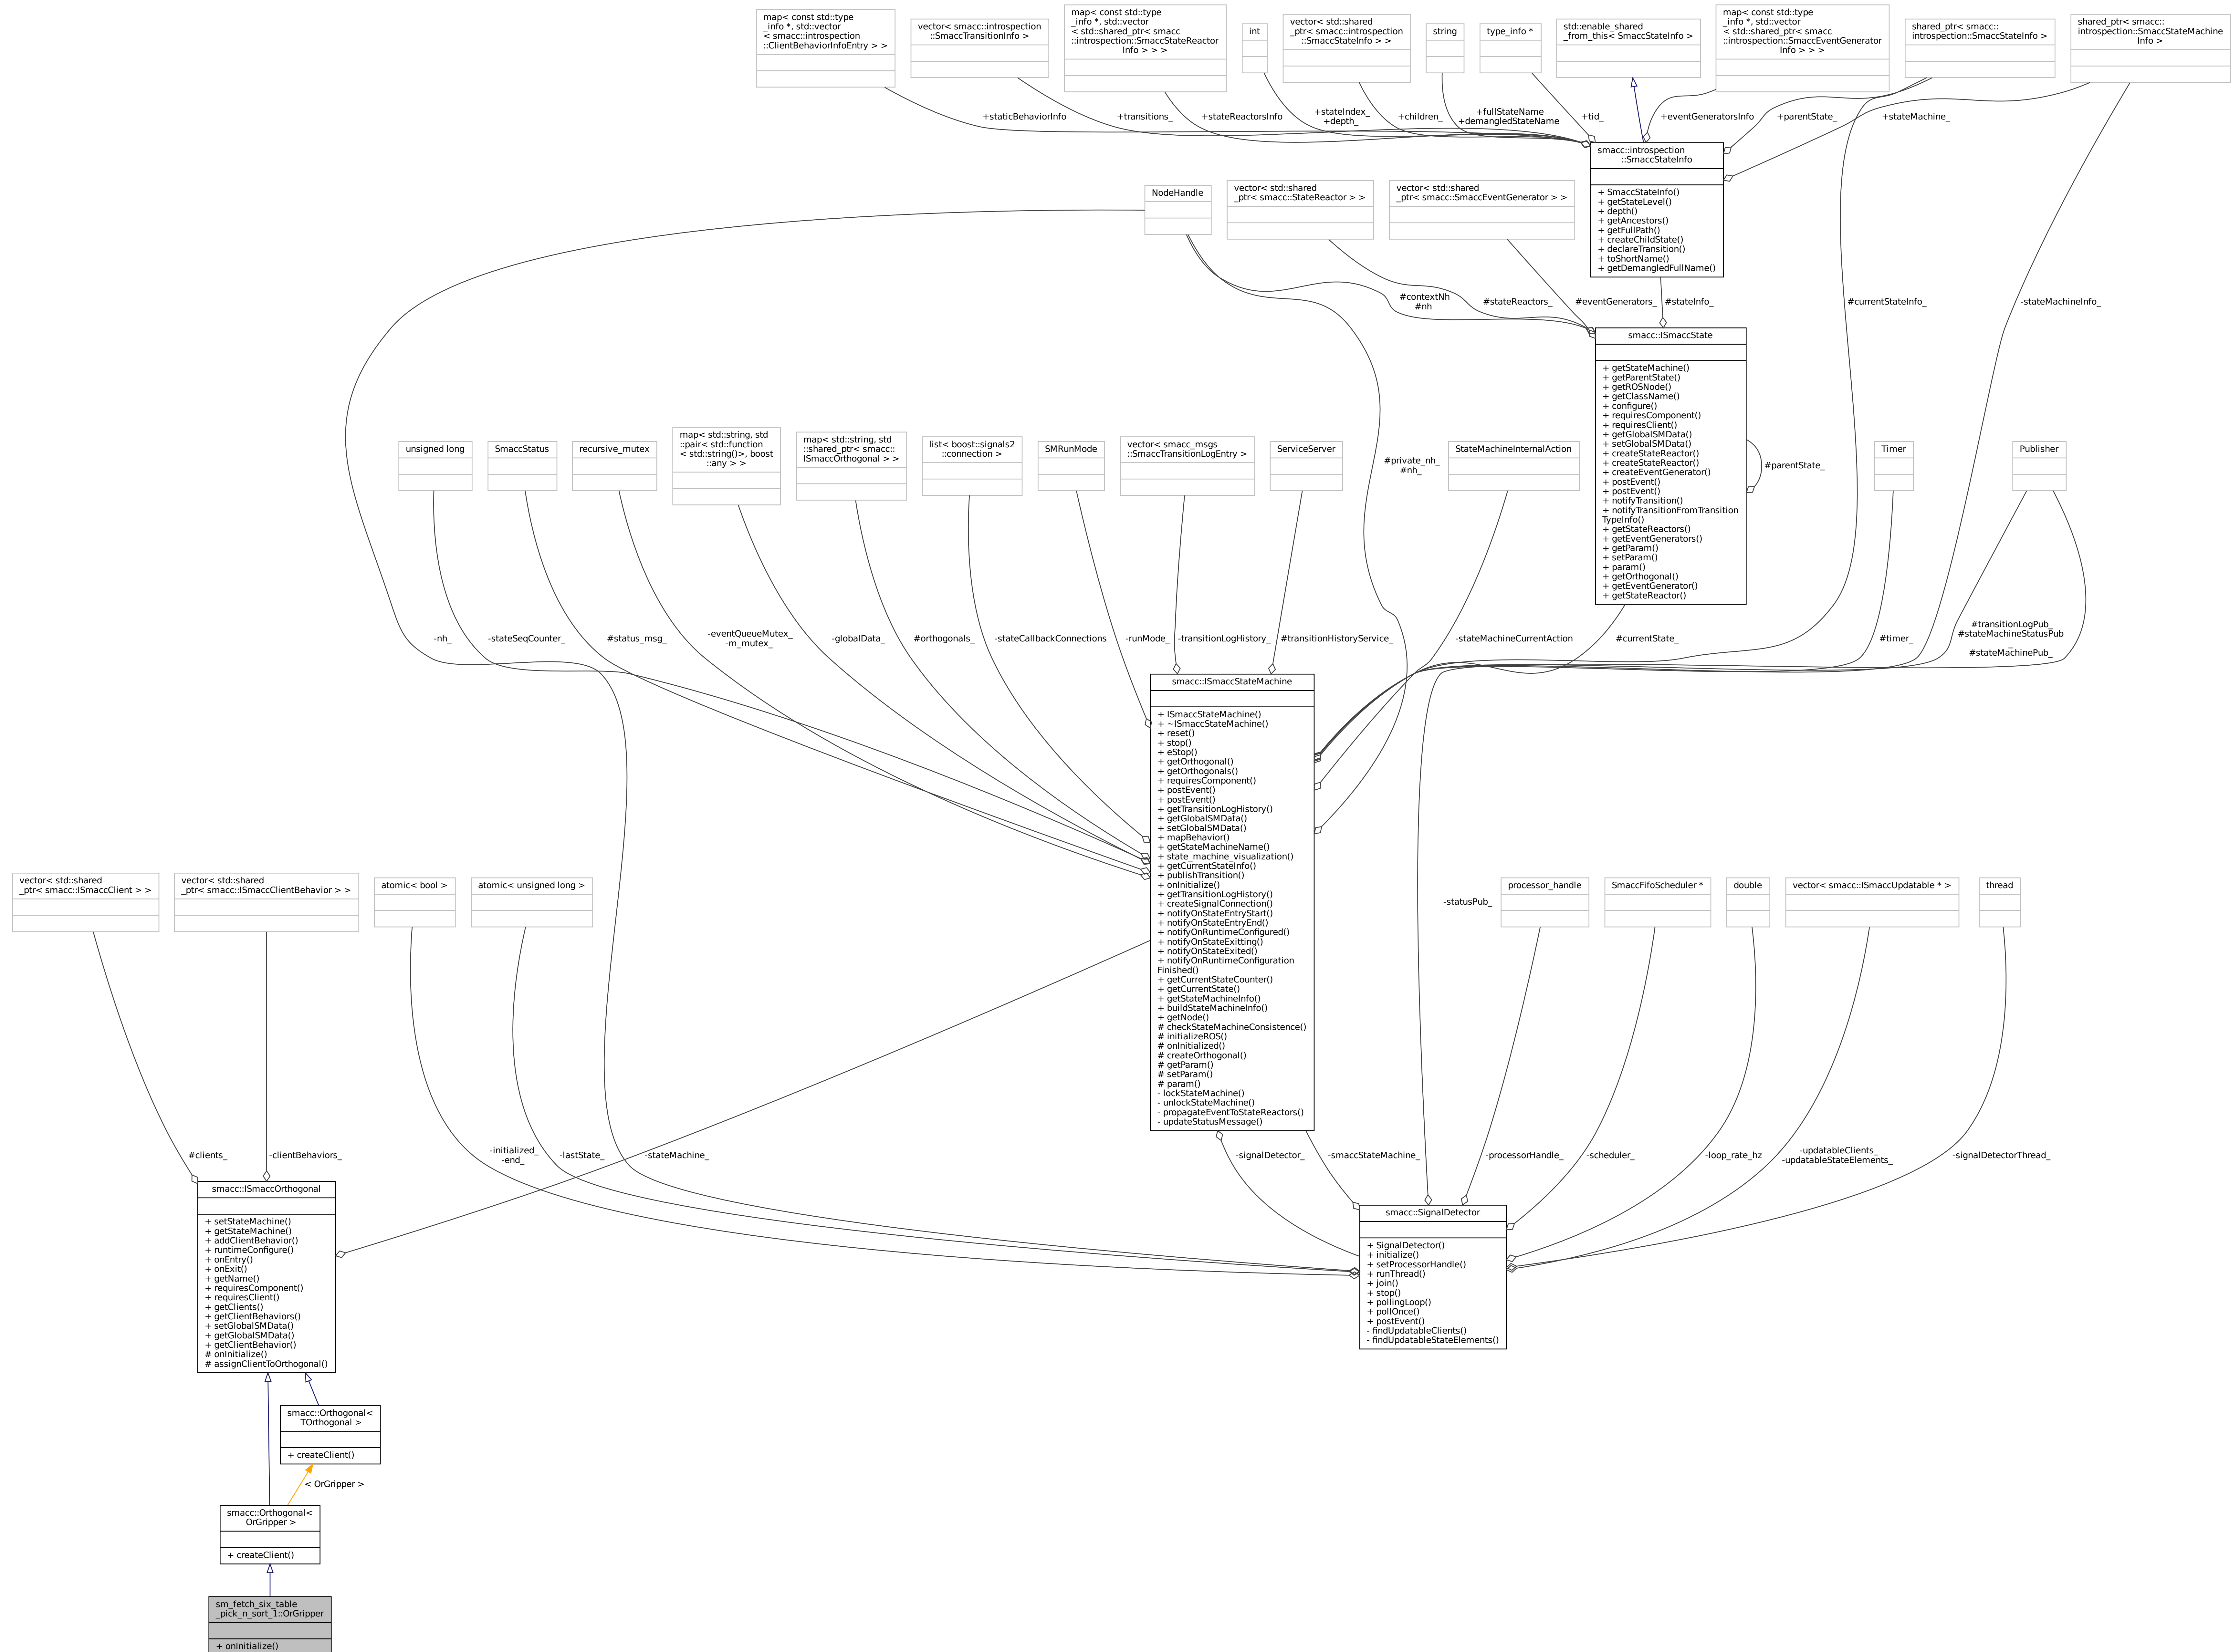 map< const std::type
_info *, std::vector
< smacc::introspection
::ClientBehaviorInfoEntry > >
vector< smacc::introspection
::SmaccTransitionInfo >
map< const std::type
_info *, std::vector
< std::shared_ptr< smacc
::introspection::SmaccStateReactor
Info > > >
int
vector< std::shared
_ptr< smacc::introspection
::SmaccStateInfo > >
string
type_info *
std::enable_shared
_from_this< SmaccStateInfo >
map< const std::type
_info *, std::vector
< std::shared_ptr< smacc
::introspection::SmaccEventGenerator
Info > > >
shared_ptr< smacc::
introspection::SmaccStateInfo >
shared_ptr< smacc::
introspection::SmaccStateMachine
Info >
+staticBehaviorInfo
+transitions_
+stateReactorsInfo
+stateIndex_
+depth_
+children_
+fullStateName
+demangledStateName
+tid_
+eventGeneratorsInfo
+parentState_
+stateMachine_
smacc::introspection
::SmaccStateInfo
+ SmaccStateInfo()
+ getStateLevel()
+ depth()
+ getAncestors()
+ getFullPath()
+ createChildState()
+ declareTransition()
+ toShortName()
+ getDemangledFullName()
NodeHandle
vector< std::shared
_ptr< smacc::StateReactor > >
vector< std::shared
_ptr< smacc::SmaccEventGenerator > >
#contextNh
#nh
#stateReactors_
#eventGenerators_
#stateInfo_
#currentStateInfo_
-stateMachineInfo_
smacc::ISmaccState
+ getStateMachine()
+ getParentState()
+ getROSNode()
+ getClassName()
+ configure()
+ requiresComponent()
+ requiresClient()
+ getGlobalSMData()
+ setGlobalSMData()
+ createStateReactor()
+ createStateReactor()
+ createEventGenerator()
+ postEvent()
+ postEvent()
+ notifyTransition()
+ notifyTransitionFromTransition
TypeInfo()
+ getStateReactors()
+ getEventGenerators()
+ getParam()
+ setParam()
+ param()
+ getOrthogonal()
+ getEventGenerator()
+ getStateReactor()
#parentState_
unsigned long
SmaccStatus
recursive_mutex
map< std::string, std
::pair< std::function
< std::string()>, boost
::any > >
map< std::string, std
::shared_ptr< smacc::
ISmaccOrthogonal > >
list< boost::signals2
::connection >
SMRunMode
vector< smacc_msgs
::SmaccTransitionLogEntry >
ServiceServer
#private_nh_
#nh_
StateMachineInternalAction
Timer
Publisher
-nh_
-stateSeqCounter_
#status_msg_
-eventQueueMutex_
-m_mutex_
-globalData_
#orthogonals_
-stateCallbackConnections
-runMode_
-transitionLogHistory_
#transitionHistoryService_
-stateMachineCurrentAction
#currentState_
#timer_
#transitionLogPub_
#stateMachineStatusPub
_
#stateMachinePub_
smacc::ISmaccStateMachine
+ ISmaccStateMachine()
+ ~ISmaccStateMachine()
+ reset()
+ stop()
+ eStop()
+ getOrthogonal()
+ getOrthogonals()
+ requiresComponent()
+ postEvent()
+ postEvent()
+ getTransitionLogHistory()
+ getGlobalSMData()
+ setGlobalSMData()
+ mapBehavior()
+ getStateMachineName()
+ state_machine_visualization()
+ getCurrentStateInfo()
+ publishTransition()
+ onInitialize()
+ getTransitionLogHistory()
+ createSignalConnection()
+ notifyOnStateEntryStart()
+ notifyOnStateEntryEnd()
+ notifyOnRuntimeConfigured()
+ notifyOnStateExitting()
+ notifyOnStateExited()
+ notifyOnRuntimeConfiguration
Finished()
+ getCurrentStateCounter()
+ getCurrentState()
+ getStateMachineInfo()
+ buildStateMachineInfo()
+ getNode()
# checkStateMachineConsistence()
# initializeROS()
# onInitialized()
# createOrthogonal()
# getParam()
# setParam()
# param()
- lockStateMachine()
- unlockStateMachine()
- propagateEventToStateReactors()
- updateStatusMessage()
vector< std::shared
_ptr< smacc::ISmaccClient > >
vector< std::shared
_ptr< smacc::ISmaccClientBehavior > >
atomic< bool >
atomic< unsigned long >
-statusPub_
processor_handle
SmaccFifoScheduler *
double
vector< smacc::ISmaccUpdatable * >
thread
#clients_
-clientBehaviors_
-initialized_
-end_
-lastState_
-stateMachine_
-signalDetector_
-smaccStateMachine_
-processorHandle_
-scheduler_
-loop_rate_hz
-updatableClients_
-updatableStateElements_
-signalDetectorThread_
smacc::ISmaccOrthogonal
+ setStateMachine()
+ getStateMachine()
+ addClientBehavior()
+ runtimeConfigure()
+ onEntry()
+ onExit()
+ getName()
+ requiresComponent()
+ requiresClient()
+ getClients()
+ getClientBehaviors()
+ setGlobalSMData()
+ getGlobalSMData()
+ getClientBehavior()
# onInitialize()
# assignClientToOrthogonal()
smacc::SignalDetector
+ SignalDetector()
+ initialize()
+ setProcessorHandle()
+ runThread()
+ join()
+ stop()
+ pollingLoop()
+ pollOnce()
+ postEvent()
- findUpdatableClients()
- findUpdatableStateElements()
smacc::Orthogonal<
TOrthogonal >
+ createClient()
< OrGripper >
smacc::Orthogonal<
OrGripper >
+ createClient()
sm_fetch_six_table
_pick_n_sort_1::OrGripper
+ onInitialize()